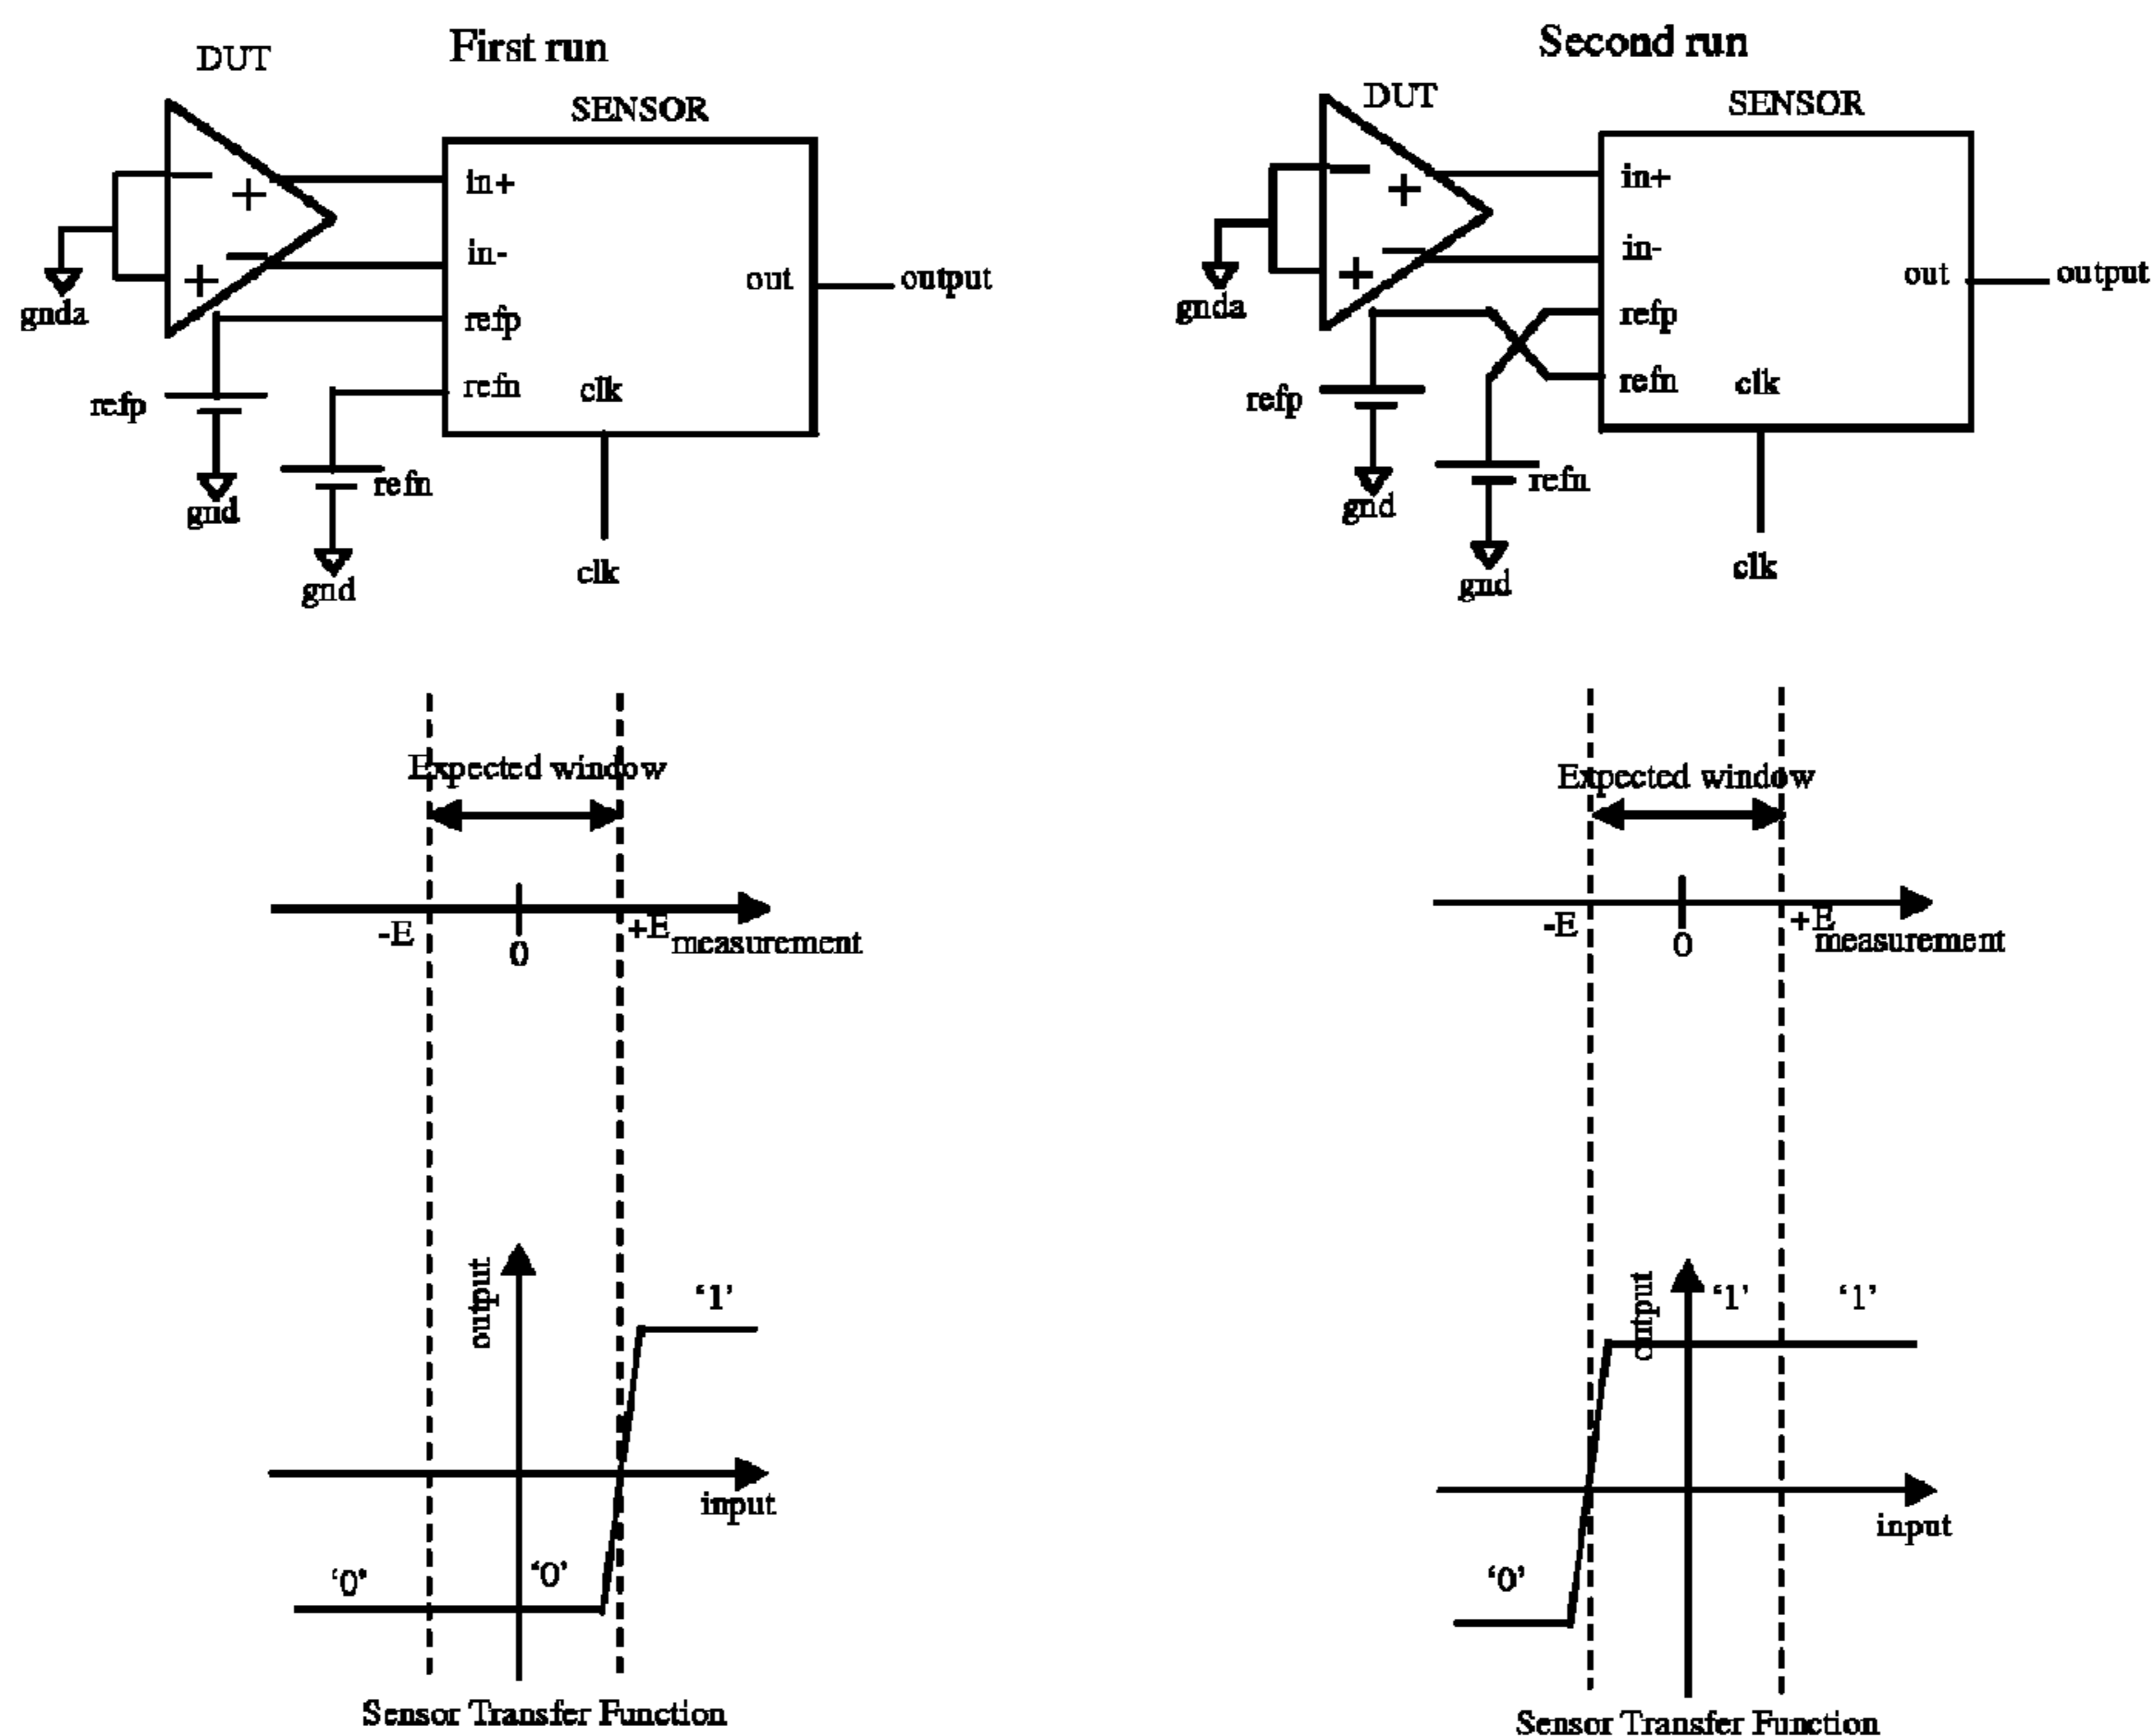 First run
DUT
SENSOR
in+
in-
refp
refn
clk
out
output
gnda
refp
gnd
refn
gnd
clk
Expected window
-E
0
+E
measurement
output
'1'
input
'0'
'0'
Sensor Transfer Function
Second run
DUT
SENSOR
in+
in-
refp
refn
clk
out
output
gnda
refp
gnd
refn
gnd
clk
Expected window
-E
0
+E
measurement
output
'1'
'1'
input
'0'
Sensor Transfer Function